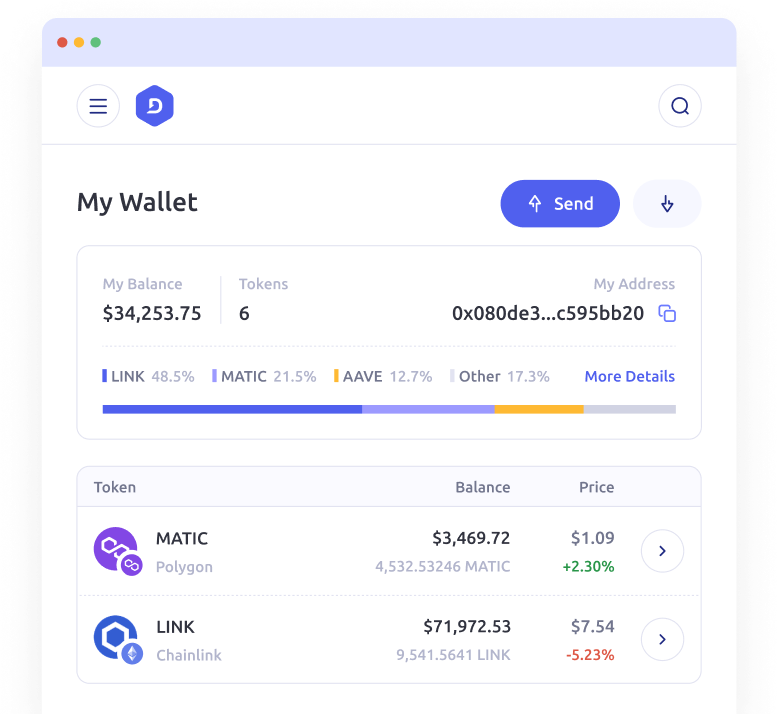 D
My Wallet
Send
My Balance Tokens My Address
$34,253.75 6 0x080de3...c595bb20
LINK 48.5% MATIC 21.5% AAVE 12.7% Other 17.3% More Details
Token Balance Price
MATIC $3,469.72 $1.09
Polygon 4,532.53246 MATIC +2.30%
LINK $71,972.53 $7.54
Chainlink 9,541.5641 LINK -5.23%